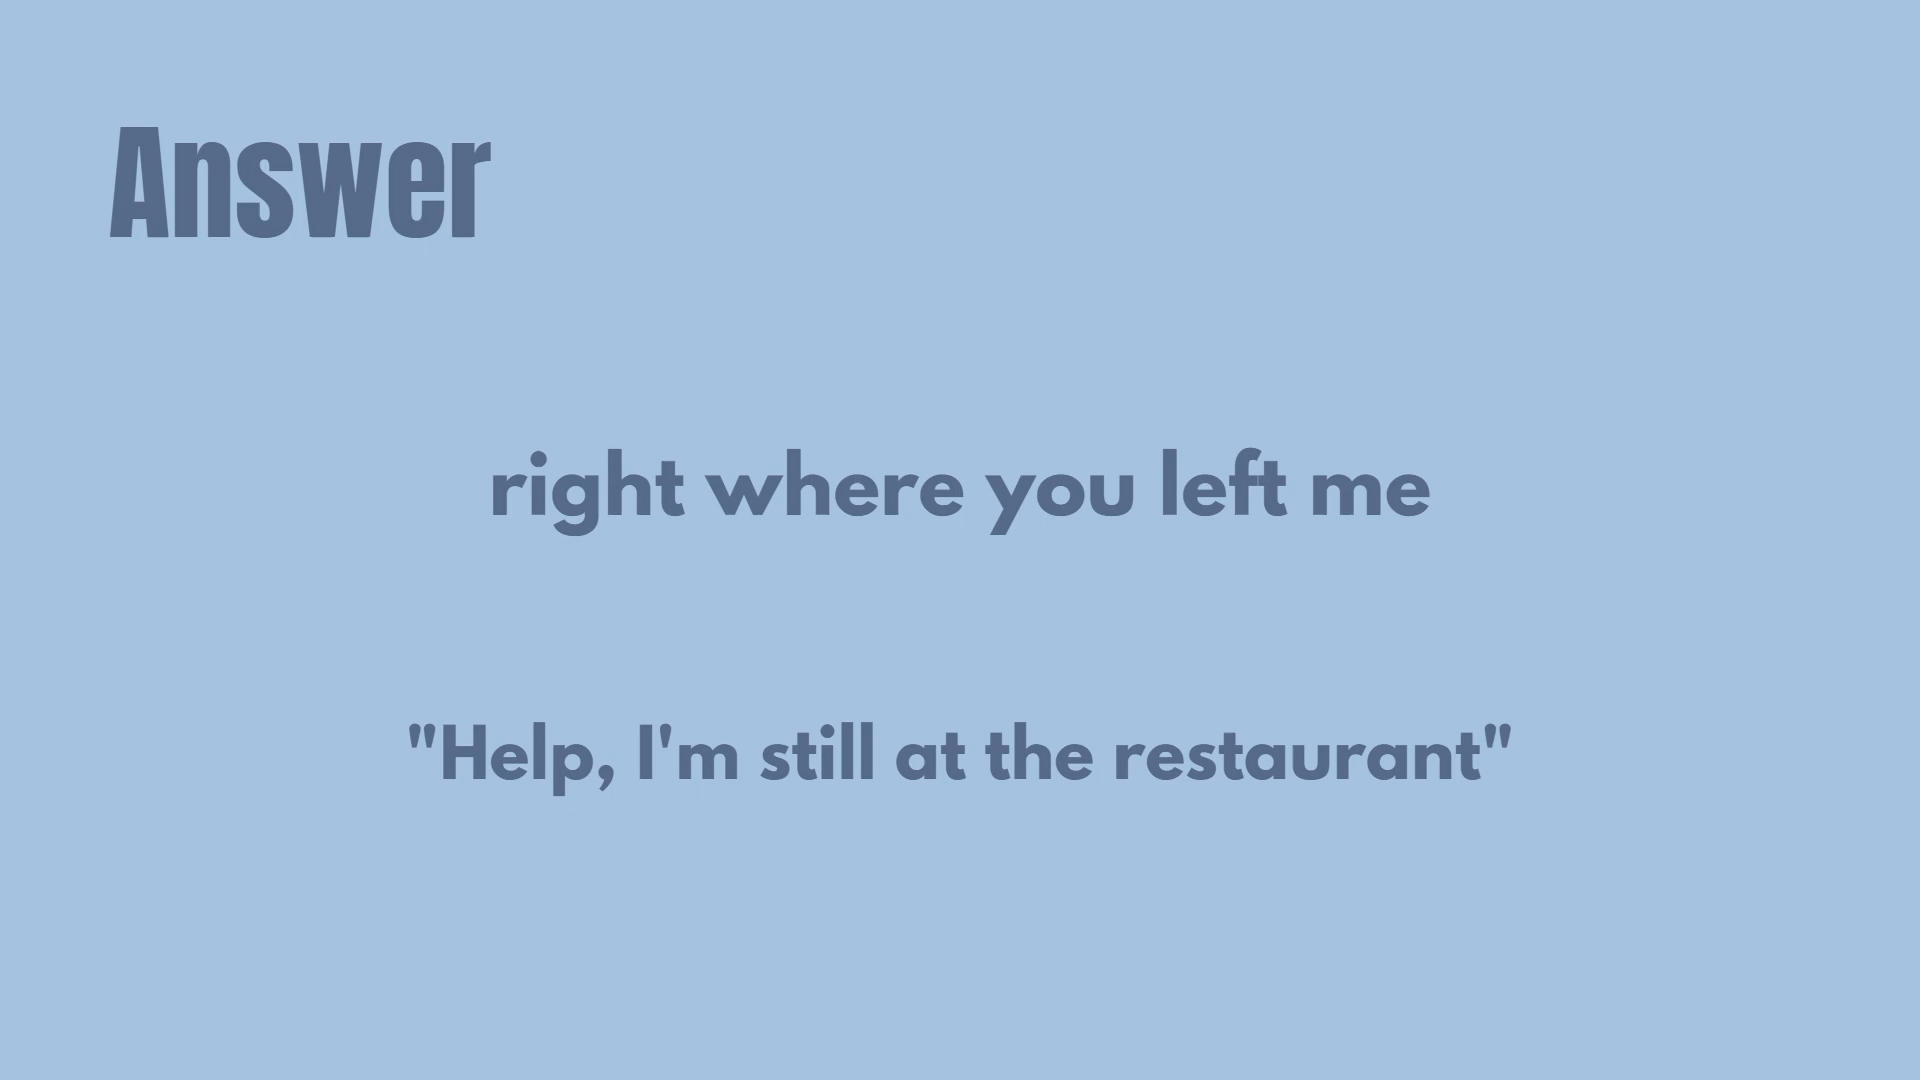 Answer
right where you left me
"Help, I'm still at the restaurant"